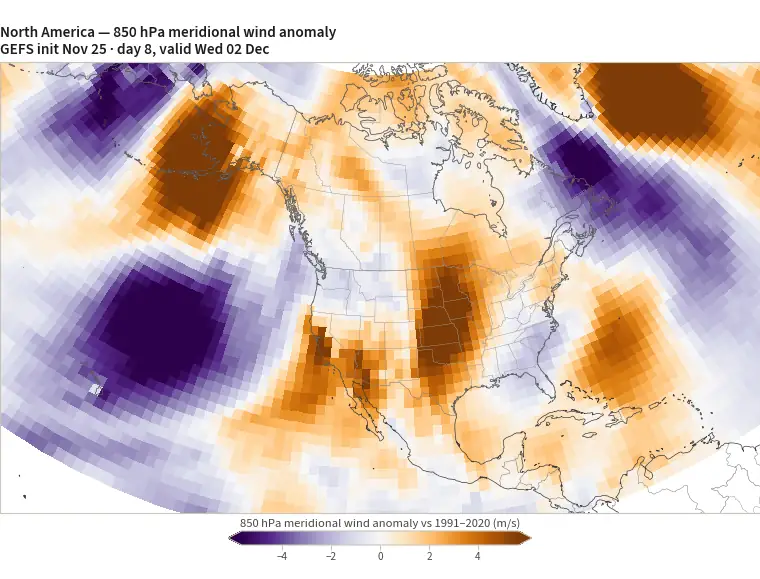 North America — 850 hPa meridional wind anomaly
GEFS init Nov 25 · day 8, valid Wed 02 Dec
850 hPa meridional wind anomaly vs 1991–2020 (m/s)
−4 −2 0 2 4